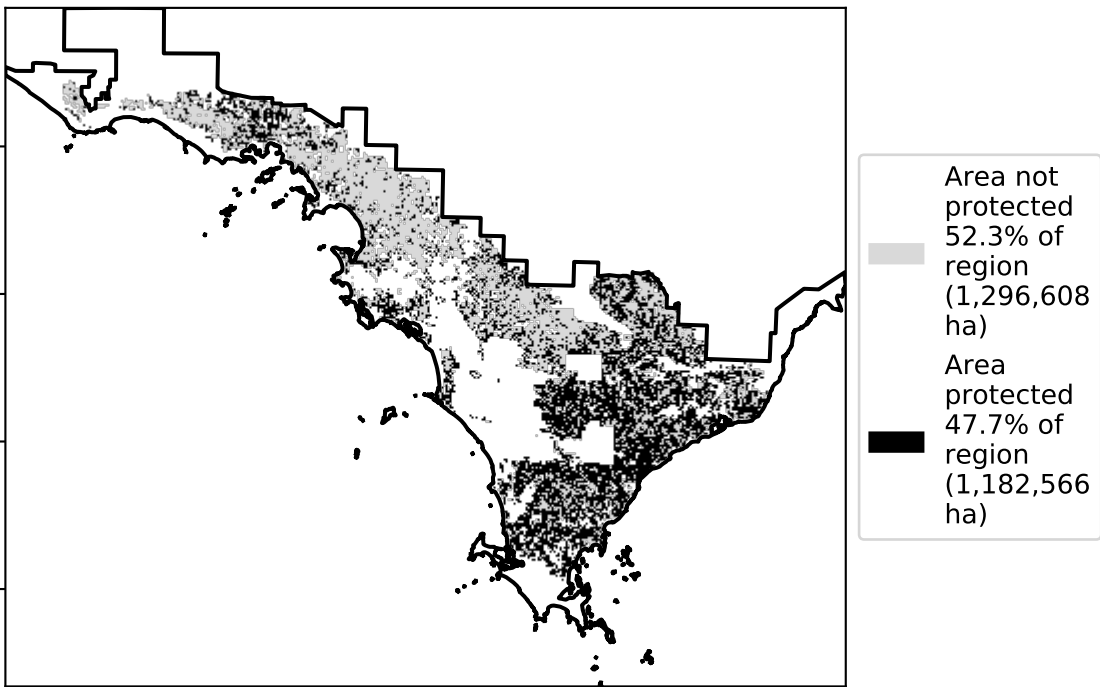 Area not
protected
52.3% of
region
(1,296,608
ha)
Area
protected
47.7% of
region
(1,182,566
ha)